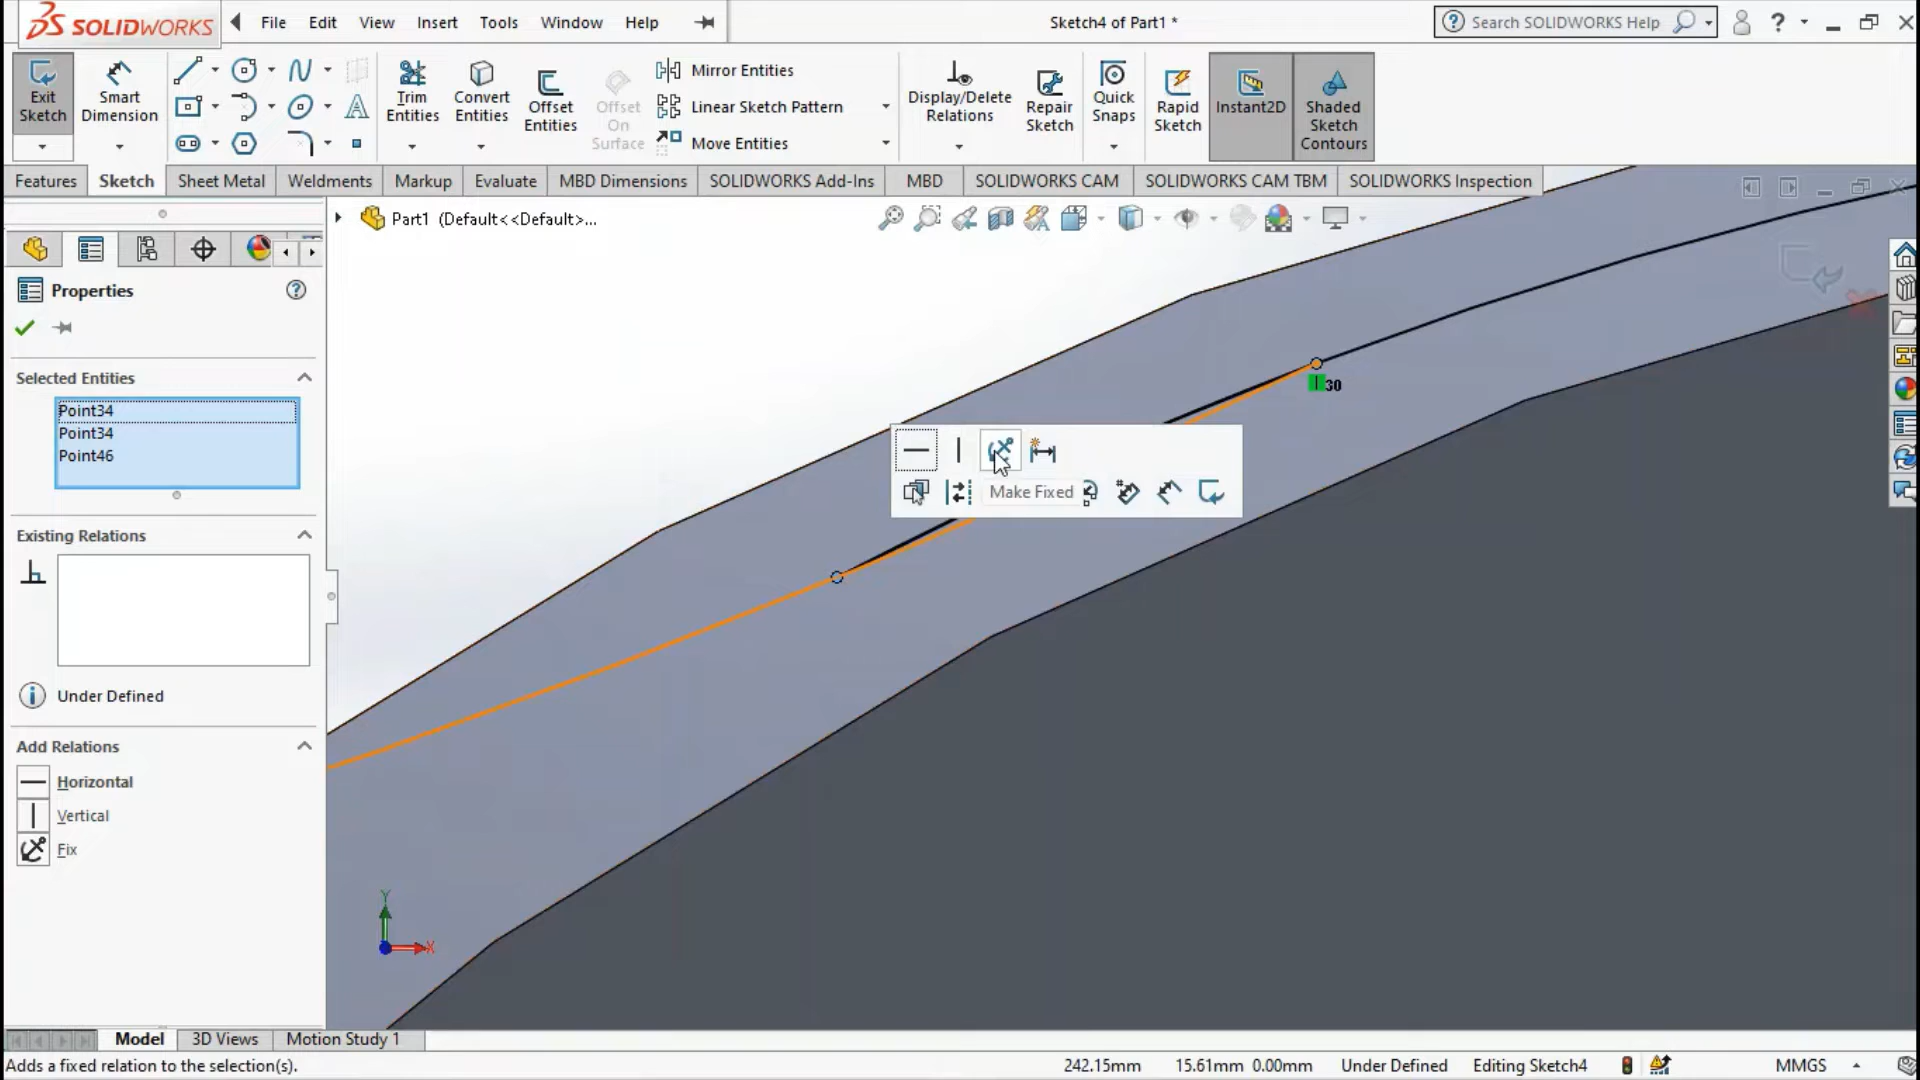 SOLIDWORKS
File Edit View Insert Tools Window Help
Sketch4 of Part1 *
Search SOLIDWORKS Help
Exit Sketch
Smart Dimension
Trim Entities
Convert Entities
Offset Entities
Offset On Surface
Mirror Entities
Linear Sketch Pattern
Move Entities
Display/Delete Relations
Repair Sketch
Quick Snaps
Rapid Sketch
Instant2D
Shaded Sketch Contours
Features Sketch Sheet Metal Weldments Markup Evaluate MBD Dimensions SOLIDWORKS Add-Ins MBD SOLIDWORKS CAM SOLIDWORKS CAM TBM SOLIDWORKS Inspection
Part1 (Default<<Default>...
Properties
Selected Entities
Point34
Point34
Point46
Existing Relations
Under Defined
Add Relations
Horizontal
Vertical
Fix
30
Make Fixed
Y
X
Model 3D Views Motion Study 1
Adds a fixed relation to the selection(s).
242.15mm 15.61mm 0.00mm Under Defined Editing Sketch4 MMGS